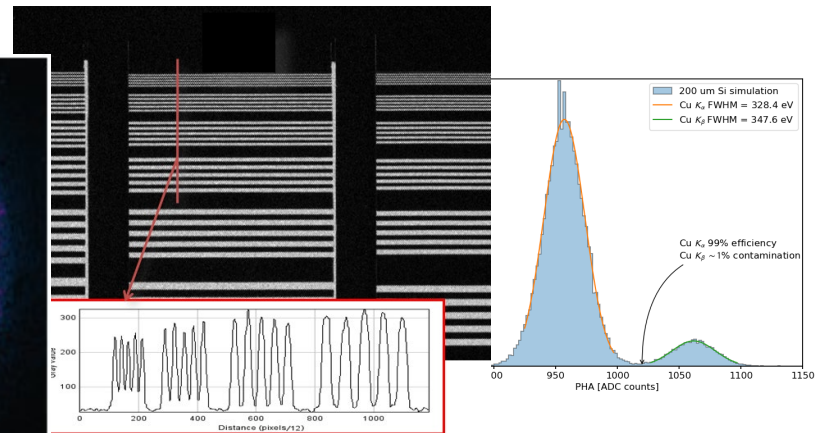 200 um Si simulation
Cu Kα FWHM = 328.4 eV
Cu Kβ FWHM = 347.6 eV
Cu Kα 99% efficiency
Cu Kβ ~1% contamination
00 950 1000 1050 1100 1150
PHA [ADC counts]
300
200
100
0 200 400 600 800 1000
Distance (pixels/12)